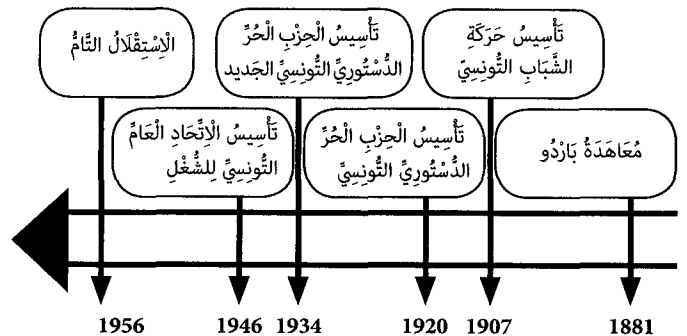 تَأْسِيسُ حَرَكَةِ
الشَّبَابِ التُّونِسِيّ
تَأْسِيسُ الْحِزْبِ الْحُرِّ
الدُّسْتُورِيِّ التُّونِسِيِّ الجَدِيد
الْاِسْتِقْلَالُ التَّامُّ
مُعَاهَدَةُ بَارْدُو
تَأْسِيسُ الْحِزْبِ الْحُرِّ
الدُّسْتُورِيِّ التُّونِسِيِّ
تَأْسِيسُ الْاِتِّحَادِ الْعَامِّ
التُّونِسِيِّ لِلشُّغْلِ
1881
1907
1920
1934
1946
1956